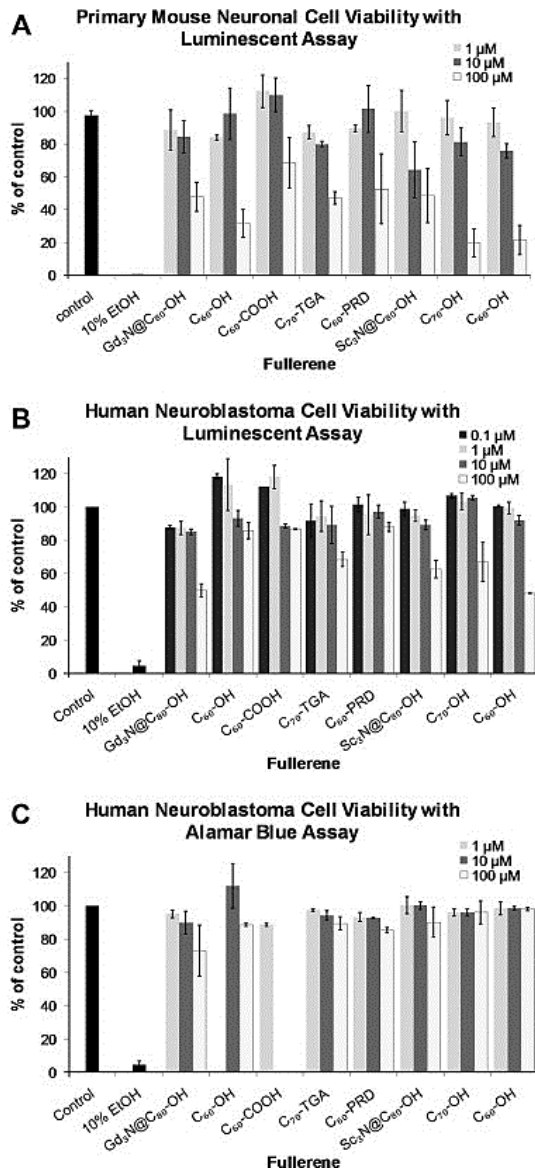 A
Primary Mouse Neuronal Cell Viability with
Luminescent Assay
1 µM
10 µM
100 µM
120
100
80
60
40
20
0
% of control
control
10% EtOH
Gd₃N@C₈₀-OH
C₆₀-OH
C₆₀-COOH
C₇₀-TGA
C₆₀-PRD
Sc₃N@C₈₀-OH
C₇₀-OH
C₆₀-OH
Fullerene
B
Human Neuroblastoma Cell Viability with
Luminescent Assay
0.1 µM
1 µM
10 µM
100 µM
120
100
80
60
40
20
0
% of control
Control
10% EtOH
Gd₃N@C₈₀-OH
C₆₀-OH
C₆₀-COOH
C₇₀-TGA
C₆₀-PRD
Sc₃N@C₈₀-OH
C₇₀-OH
C₆₀-OH
Fullerene
C
Human Neuroblastoma Cell Viability with
Alamar Blue Assay
1 µM
10 µM
100 µM
120
100
80
60
40
20
0
% of control
Control
10% EtOH
Gd₃N@C₈₀-OH
C₆₀-OH
C₆₀-COOH
C₇₀-TGA
C₆₀-PRD
Sc₃N@C₈₀-OH
C₇₀-OH
C₆₀-OH
Fullerene